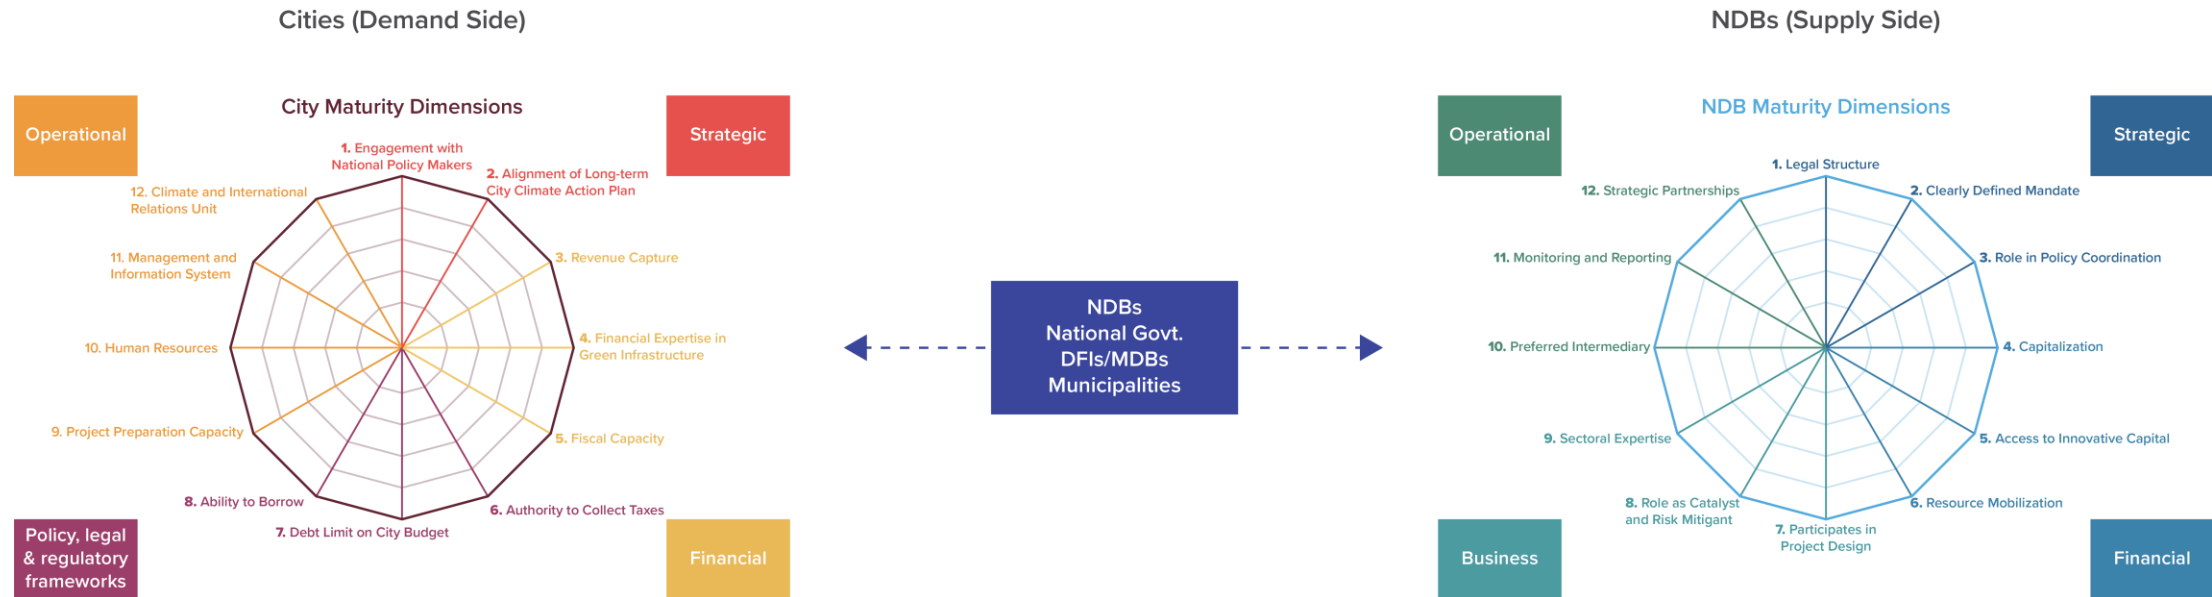 Cities (Demand Side)
NDBs (Supply Side)
Operational
City Maturity Dimensions
Strategic
1. Engagement with
National Policy Makers
2. Alignment of Long-term
City Climate Action Plan
3. Revenue Capture
4. Financial Expertise in
Green Infrastructure
5. Fiscal Capacity
6. Authority to Collect Taxes
7. Debt Limit on City Budget
8. Ability to Borrow
9. Project Preparation Capacity
10. Human Resources
11. Management and
Information System
12. Climate and International
Relations Unit
Policy, legal
& regulatory
frameworks
Financial
NDBs
National Govt.
DFIs/MDBs
Municipalities
Operational
NDB Maturity Dimensions
Strategic
1. Legal Structure
2. Clearly Defined Mandate
3. Role in Policy Coordination
4. Capitalization
5. Access to Innovative Capital
6. Resource Mobilization
7. Participates in
Project Design
8. Role as Catalyst
and Risk Mitigant
9. Sectoral Expertise
10. Preferred Intermediary
11. Monitoring and Reporting
12. Strategic Partnerships
Business
Financial